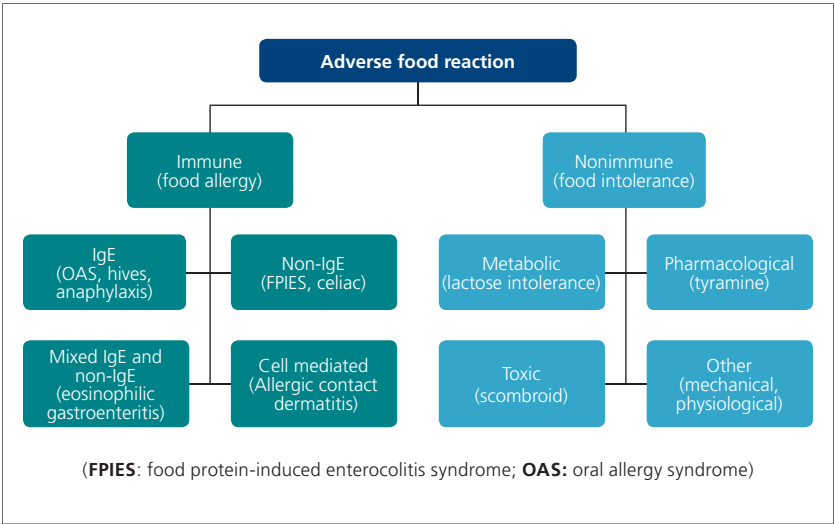 Adverse food reaction
Immune
(food allergy)
Nonimmune
(food intolerance)
IgE
(OAS, hives,
anaphylaxis)
Non-IgE
(FPIES, celiac)
Metabolic
(lactose intolerance)
Pharmacological
(tyramine)
Mixed IgE and
non-IgE
(eosinophilic
gastroenteritis)
Cell mediated
(Allergic contact
dermatitis)
Toxic
(scombroid)
Other
(mechanical,
physiological)
(FPIES: food protein-induced enterocolitis syndrome; OAS: oral allergy syndrome)